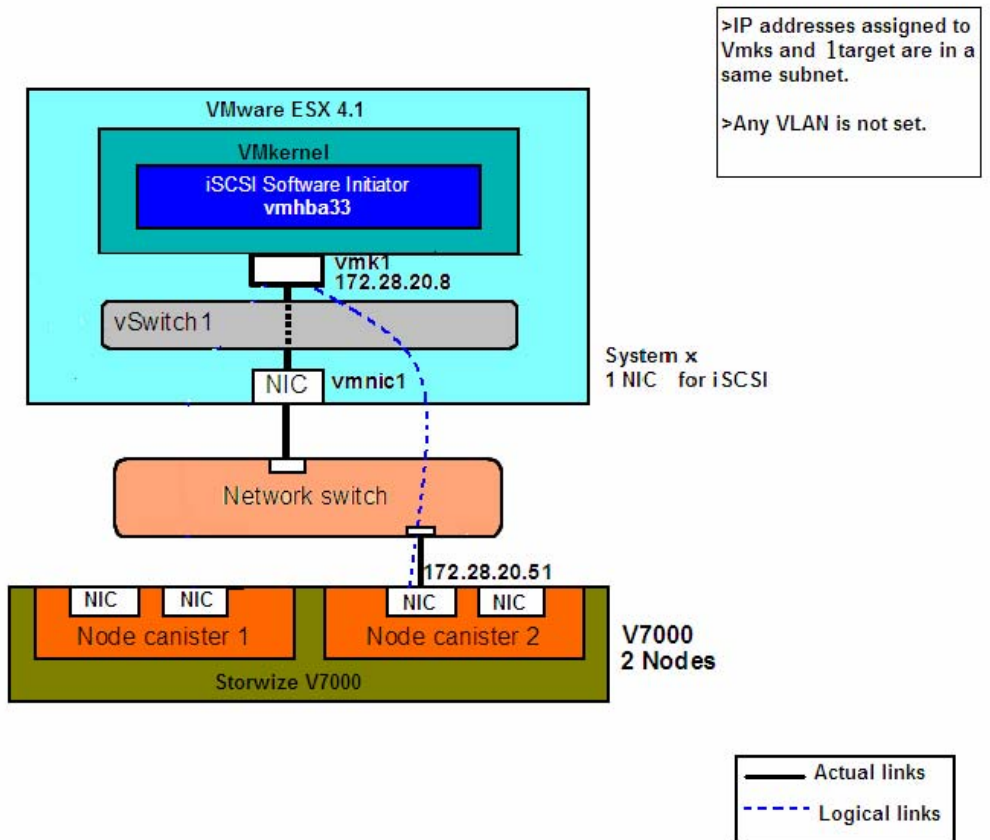 >IP addresses assigned to
Vmks and 1target are in a
same subnet.
>Any VLAN is not set.
VMware ESX 4.1
VMkernel
iSCSI Software Initiator
vmhba33
vmk1
172.28.20.8
vSwitch1
NIC
vmnic1
System x
1 NIC for iSCSI
Network switch
172.28.20.51
NIC
NIC
NIC
NIC
Node canister 1
Node canister 2
V7000
2 Nodes
Storwize V7000
Actual links
Logical links